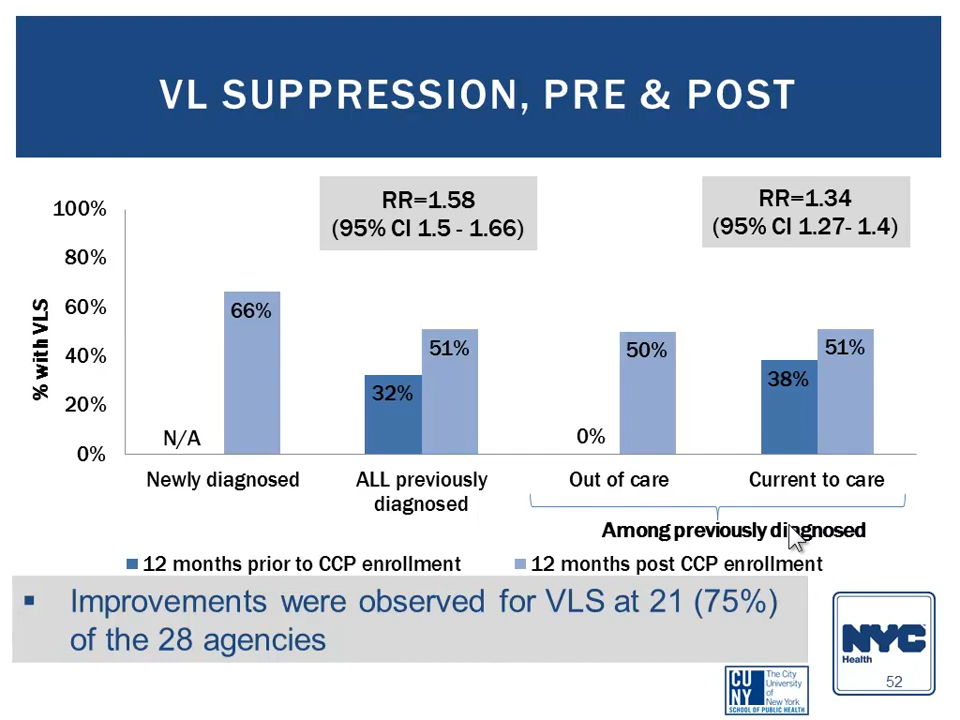 VL SUPPRESSION, PRE & POST
RR=1.58
(95% CI 1.5 - 1.66)
RR=1.34
(95% CI 1.27- 1.4)
% with VLS
100%
80%
60%
40%
20%
0%
N/A
66%
32%
51%
0%
50%
38%
51%
Newly diagnosed
ALL previously
diagnosed
Out of care
Current to care
Among previously diagnosed
12 months prior to CCP enrollment
12 months post CCP enrollment
▪ Improvements were observed for VLS at 21 (75%)
of the 28 agencies
CU
NY
The City
University
of
New York
SCHOOL OF PUBLIC HEALTH
NYC
Health
52